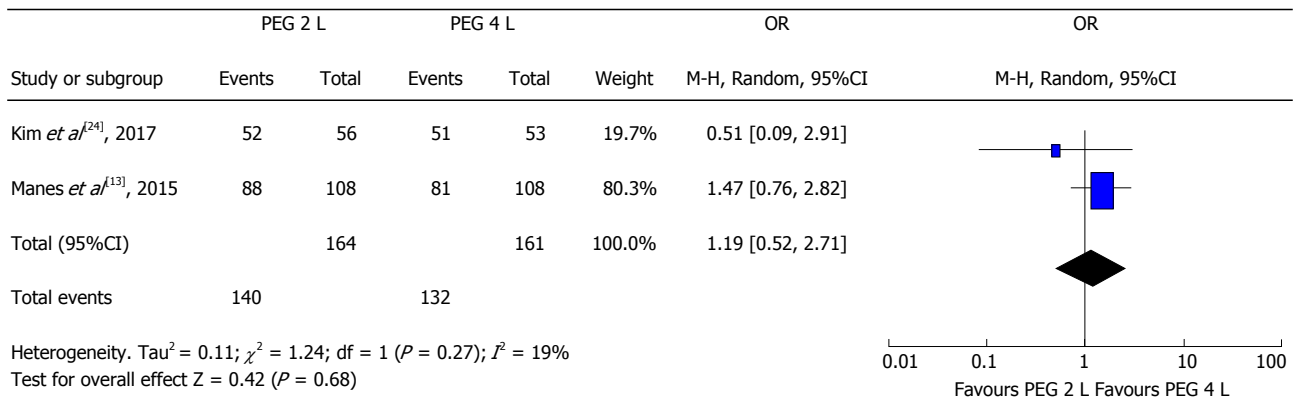 PEG 2 L PEG 4 L OR OR
Study or subgroup Events Total Events Total Weight M-H, Random, 95%CI M-H, Random, 95%CI
Kim et al[24], 2017 52 56 51 53 19.7% 0.51 [0.09, 2.91]
Manes et al[13], 2015 88 108 81 108 80.3% 1.47 [0.76, 2.82]
Total (95%CI) 164 161 100.0% 1.19 [0.52, 2.71]
Total events 140 132
Heterogeneity. Tau² = 0.11; χ² = 1.24; df = 1 (P = 0.27); I² = 19%
Test for overall effect Z = 0.42 (P = 0.68)
0.01 0.1 1 10 100
Favours PEG 2 L Favours PEG 4 L